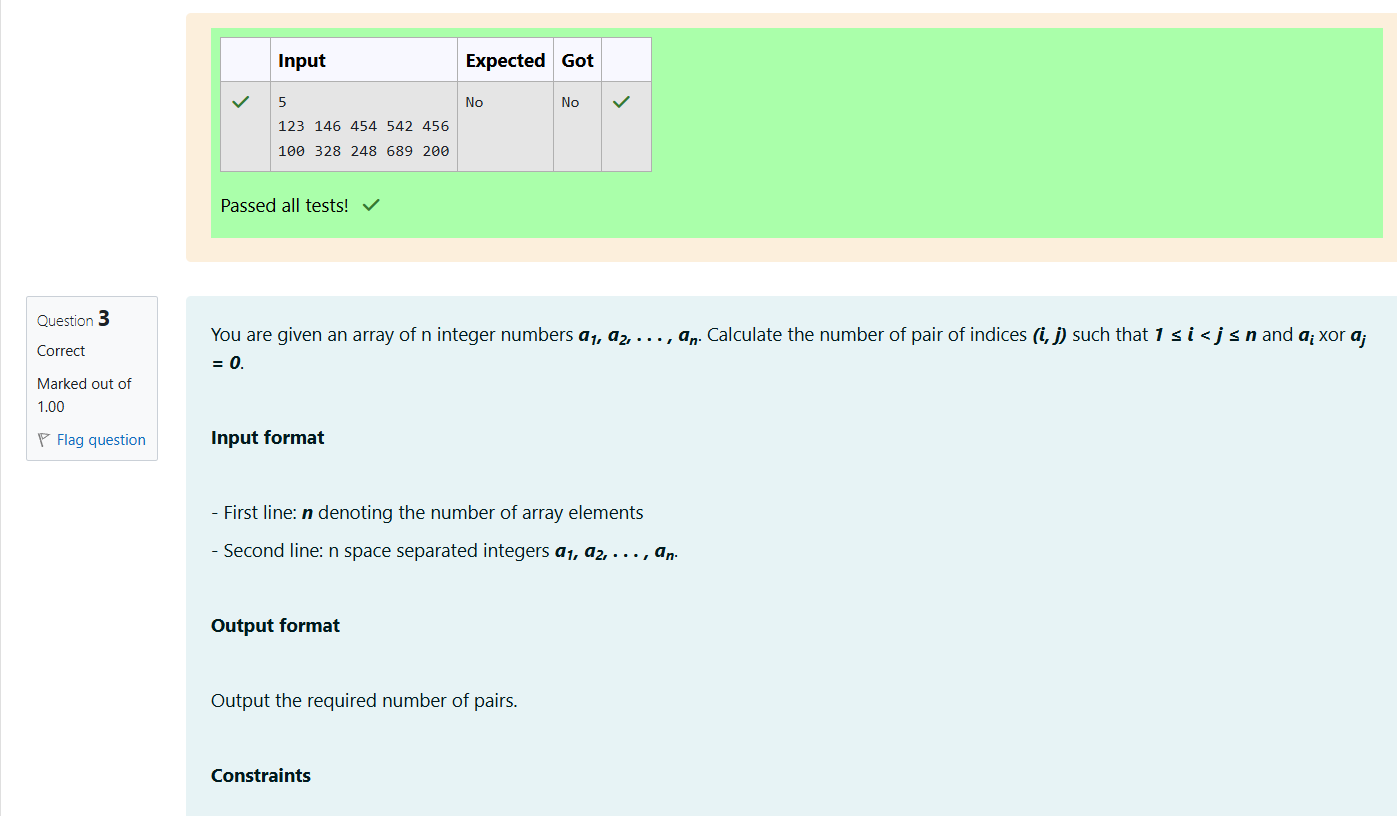 Input Expected Got
5 No No
123 146 454 542 456
100 328 248 689 200
Passed all tests!
Question 3
Correct
Marked out of
1.00
Flag question
You are given an array of n integer numbers a1, a2, . . . , an. Calculate the number of pair of indices (i, j) such that 1 ≤ i < j ≤ n and ai xor aj
= 0.
Input format
- First line: n denoting the number of array elements
- Second line: n space separated integers a1, a2, . . . , an.
Output format
Output the required number of pairs.
Constraints